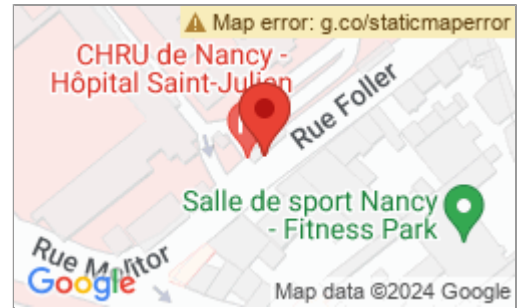 Map error: g.co/staticmaperror
CHRU de Nancy -
Hôpital Saint-Julien
Rue Foller
Salle de sport Nancy
- Fitness Park
Rue Molitor
Google
Map data ©2024 Google